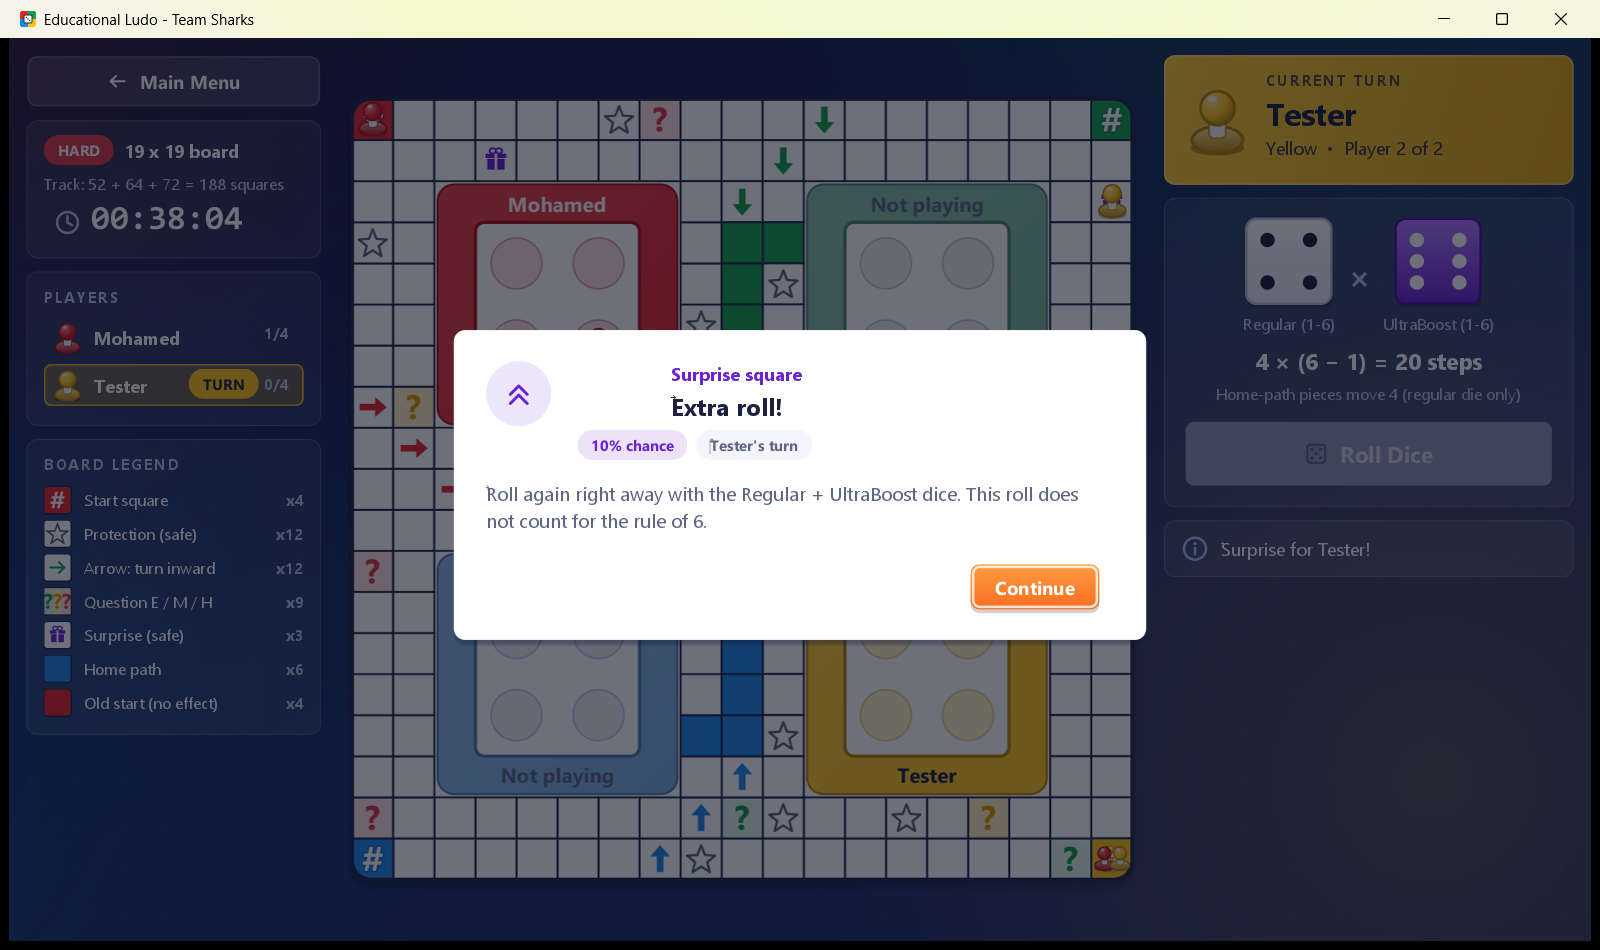 Educational Ludo - Team Sharks
Main Menu
HARD 19 x 19 board
Track: 52 + 64 + 72 = 188 squares
00:38:04
PLAYERS
Mohamed 1/4
Tester TURN 0/4
BOARD LEGEND
# Start square x4
Protection (safe) x12
Arrow: turn inward x12
??? Question E / M / H x9
Surprise (safe) x3
Home path x6
Old start (no effect) x4
? #
Mohamed
Not playing
?
?
Not playing
Tester
? ? ?
# ?
Surprise square
Extra roll!
10% chance Tester's turn
Roll again right away with the Regular + UltraBoost dice. This roll does
not count for the rule of 6.
Continue
CURRENT TURN
Tester
Yellow • Player 2 of 2
×
Regular (1-6) UltraBoost (1-6)
4 × (6 − 1) = 20 steps
Home-path pieces move 4 (regular die only)
Roll Dice
Surprise for Tester!